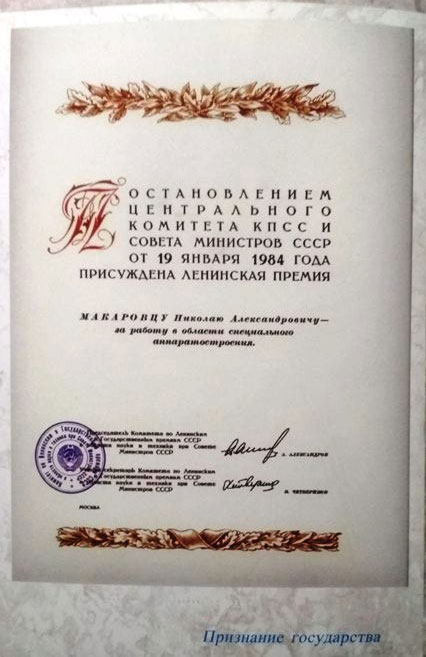 ПОСТАНОВЛЕНИЕМ
ЦЕНТРАЛЬНОГО
КОМИТЕТА КПСС И
СОВЕТА МИНИСТРОВ СССР
ОТ 19 ЯНВАРЯ 1984 ГОДА
ПРИСУЖДЕНА ЛЕНИНСКАЯ ПРЕМИЯ
МАКАРОВЦУ Николаю Александровичу—
за работу в области специального
аппаратостроения.
Председатель Комитета по Ленинским
и Государственным премиям СССР
в области науки и техники при Совете
Министров СССР
А. АЛЕКСАНДРОВ
секретарь Комитета по Ленинским
и Государственным премиям СССР
области науки и техники при Совете
Министров СССР
МОСКВА
Признание государства